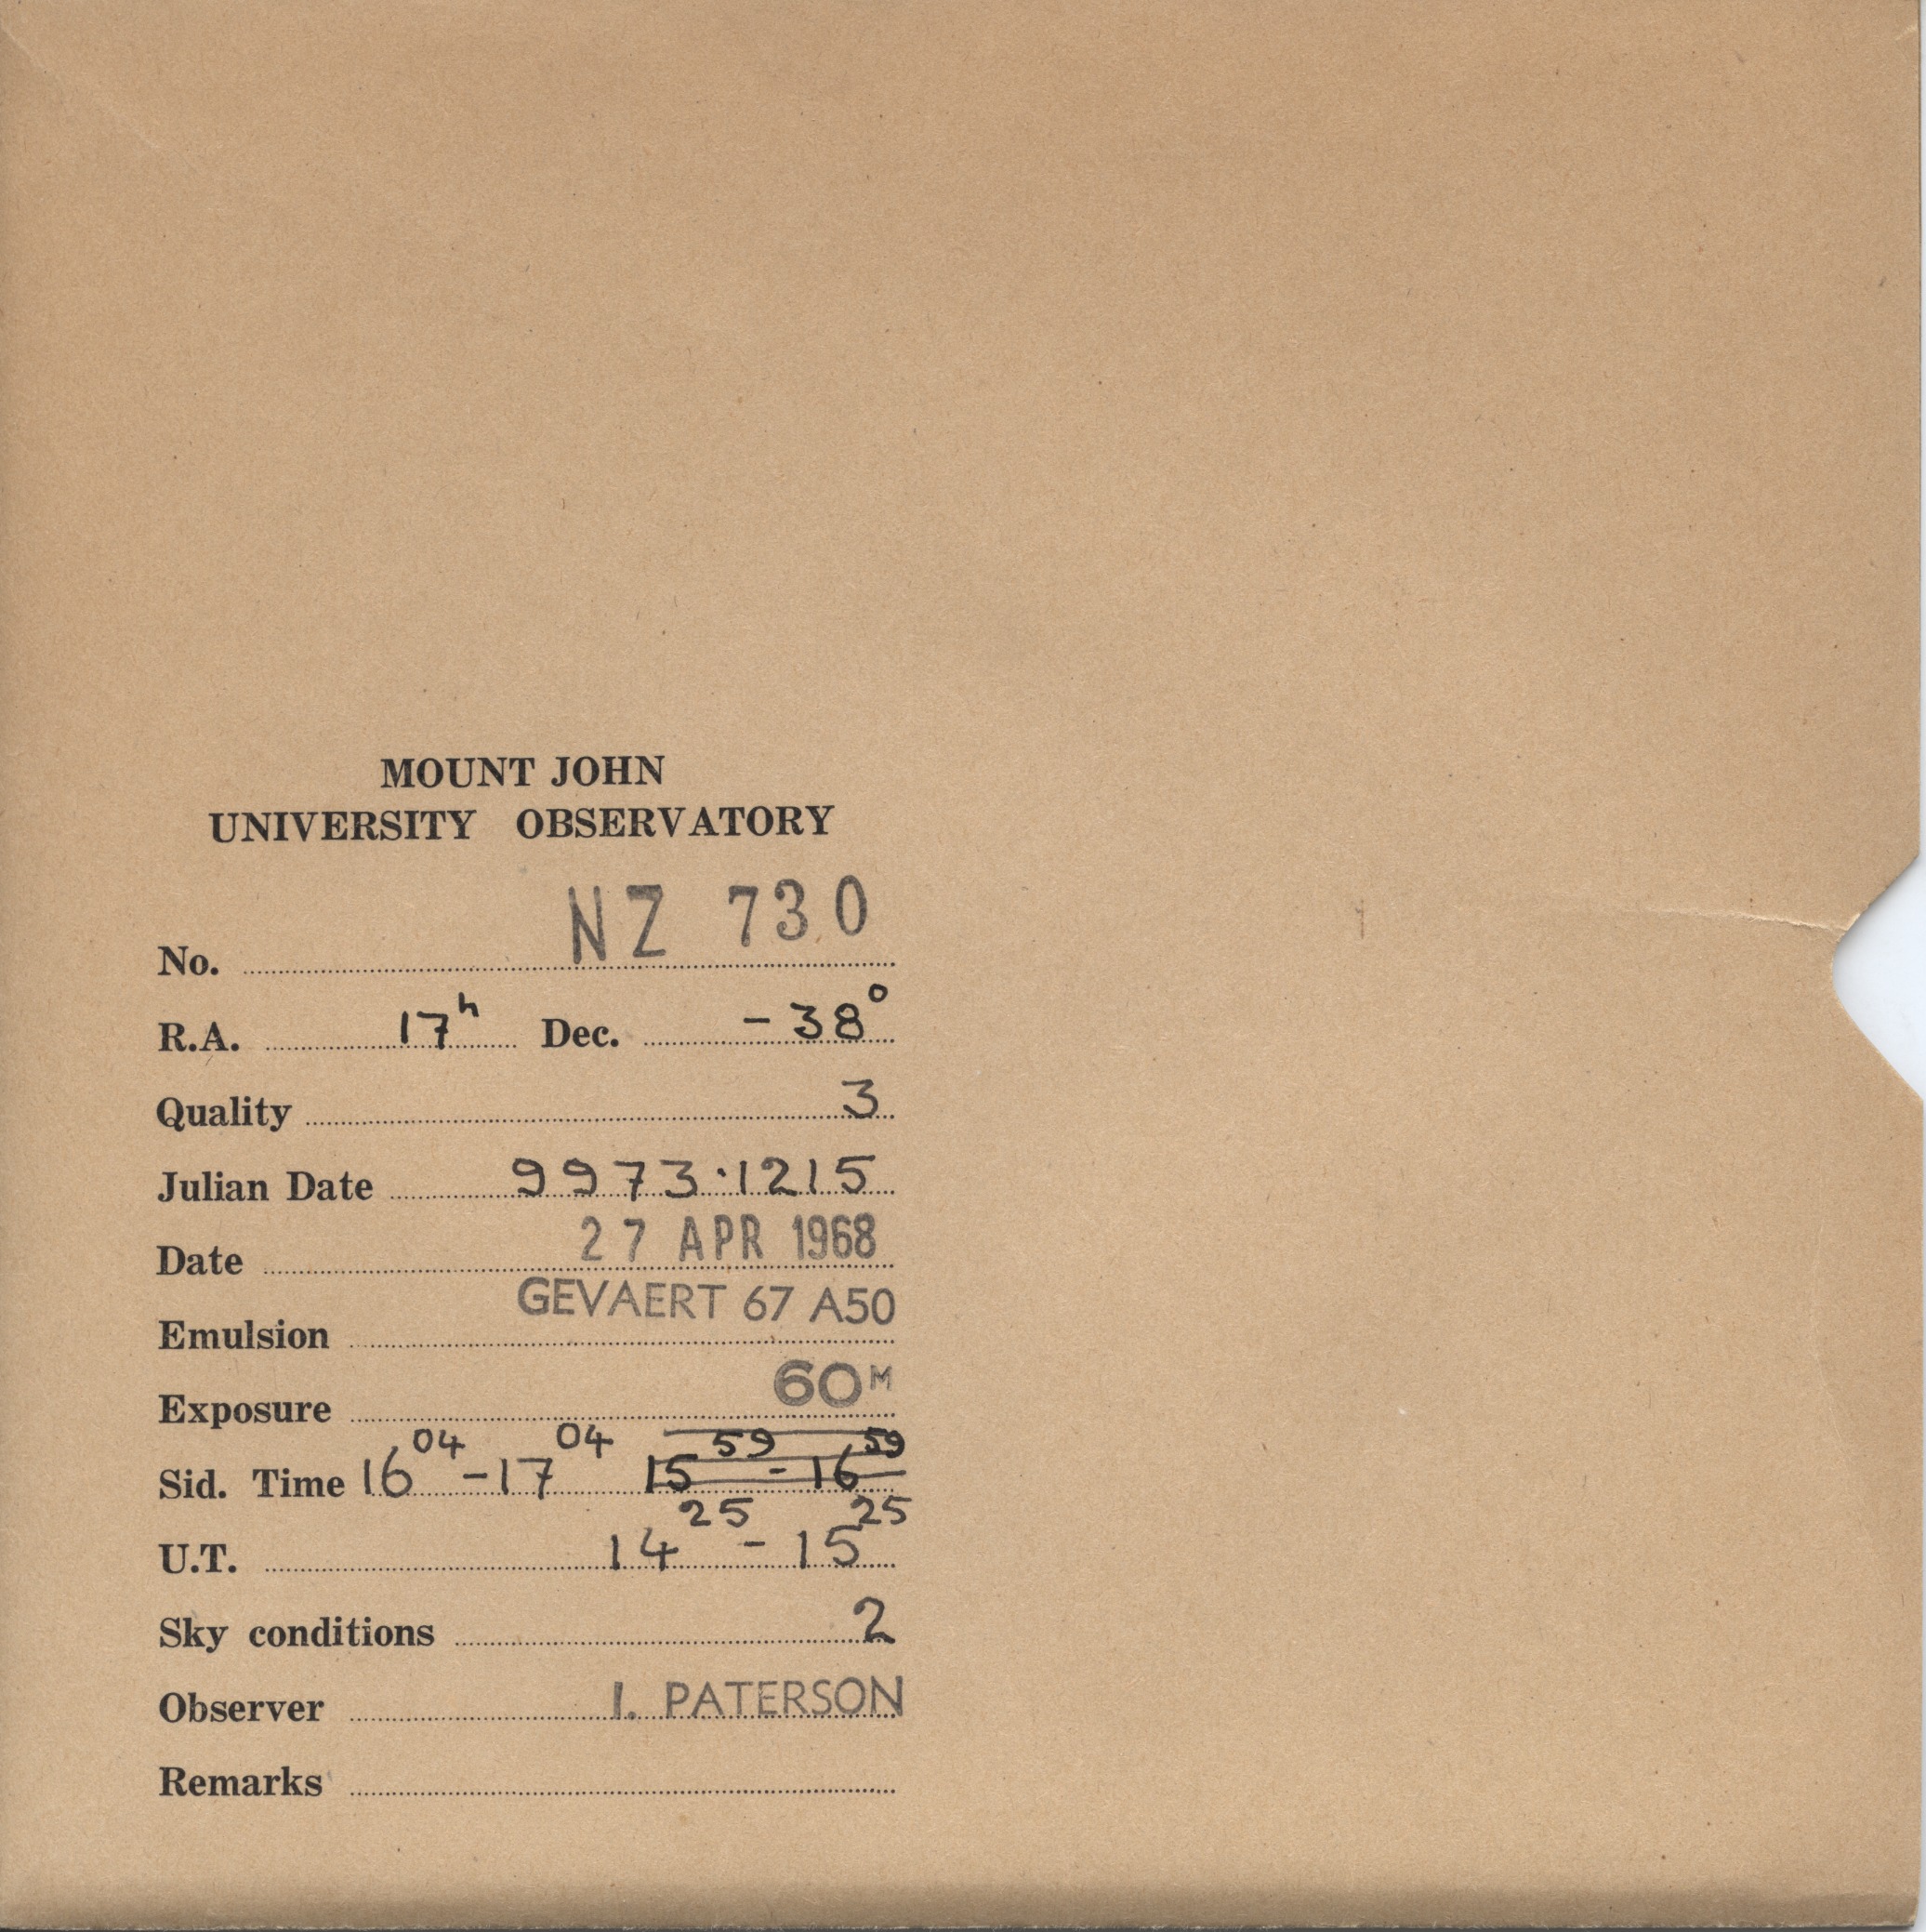 MOUNT JOHN
UNIVERSITY OBSERVATORY
No. NZ 730
R.A. 17h Dec. -38°
Quality 3
Julian Date 9973.1215
Date 27 APR 1968
Emulsion GEVAERT 67 A50
Exposure 60M
Sid. Time 16 04 - 17 04 15 59 - 16 59
U.T. 14 25 - 15 25
Sky conditions 2
Observer I. PATERSON
Remarks